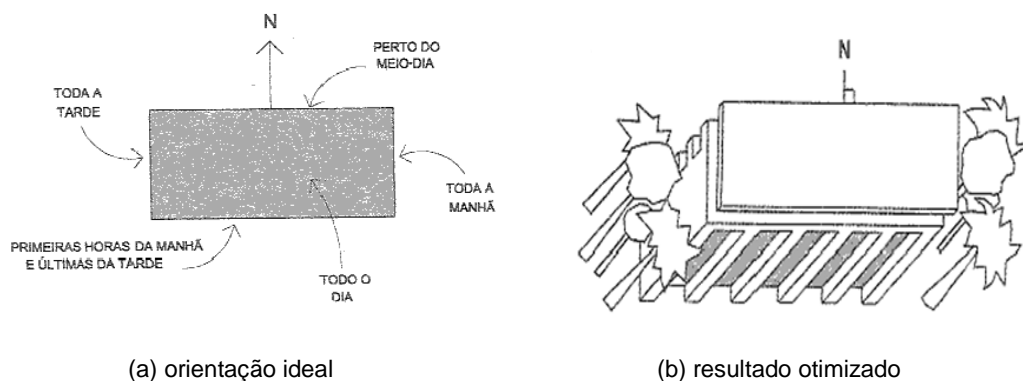 N
PERTO DO
MEIO-DIA
TODA A
TARDE
TODA A
MANHÃ
PRIMEIRAS HORAS DA MANHÃ
E ÚLTIMAS DA TARDE
TODO O
DIA
(a) orientação ideal
N
(b) resultado otimizado